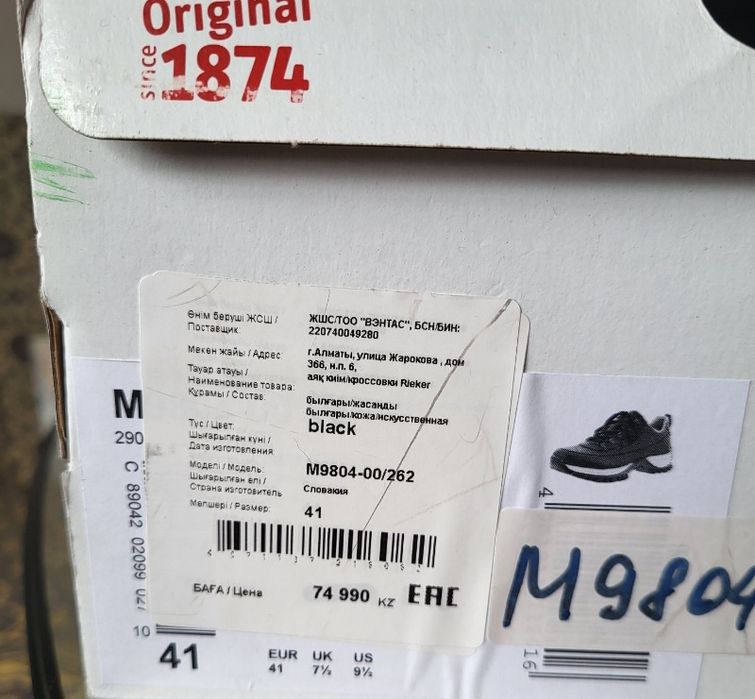 Original
since
1874
Өнім беруші ЖСШ /
Поставщик:
ЖШС/ТОО "ВЭНТАС", БСН/БИН:
220740049280
Мекен жайы / Адрес:
г.Алматы, улица Жарокова , дом
366, н.п. 6,
Тауар атауы /
Наименование товара:
аяқ киім/кроссовки Rieker
Құрамы / Состав:
былғары/жасанды
былғары/кожа/искусственная
Түс / Цвет:
black
Шығарылған күні /
Дата изготовления
Моделі / Модель:
M9804-00/262
Шығарылған елі /
Страна изготовитель
Словакия
Мөлшері / Размер:
41
БАҒА / Цена
74 990 KZ
EAC
M
290
C 89042 02099 027
10
41
EUR UK US
41 7½ 9½
4
16
M9804